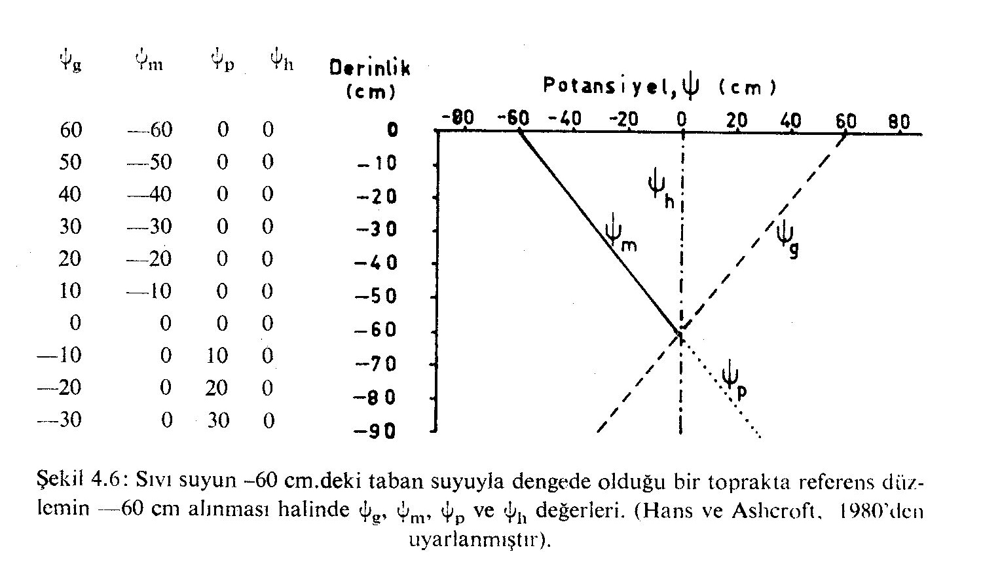 ψg ψm ψp ψh Derinlik
(cm)
Potansiyel, ψ (cm)
-80 -60 -40 -20 0 20 40 60 80
60 —60 0 0 0
50 —50 0 0 -10
40 —40 0 0 -20
30 —30 0 0 -30
20 —20 0 0 -40
10 —10 0 0 -50
0 0 0 0 -60
—10 0 10 0 -70
—20 0 20 0 -80
—30 0 30 0 -90
ψh
ψm
ψg
ψp
Şekil 4.6: Sıvı suyun –60 cm.deki taban suyuyla dengede olduğu bir toprakta referens düz-
lemin —60 cm alınması halinde ψg, ψm, ψp ve ψh değerleri. (Hans ve Ashcroft, 1980'den
uyarlanmıştır).